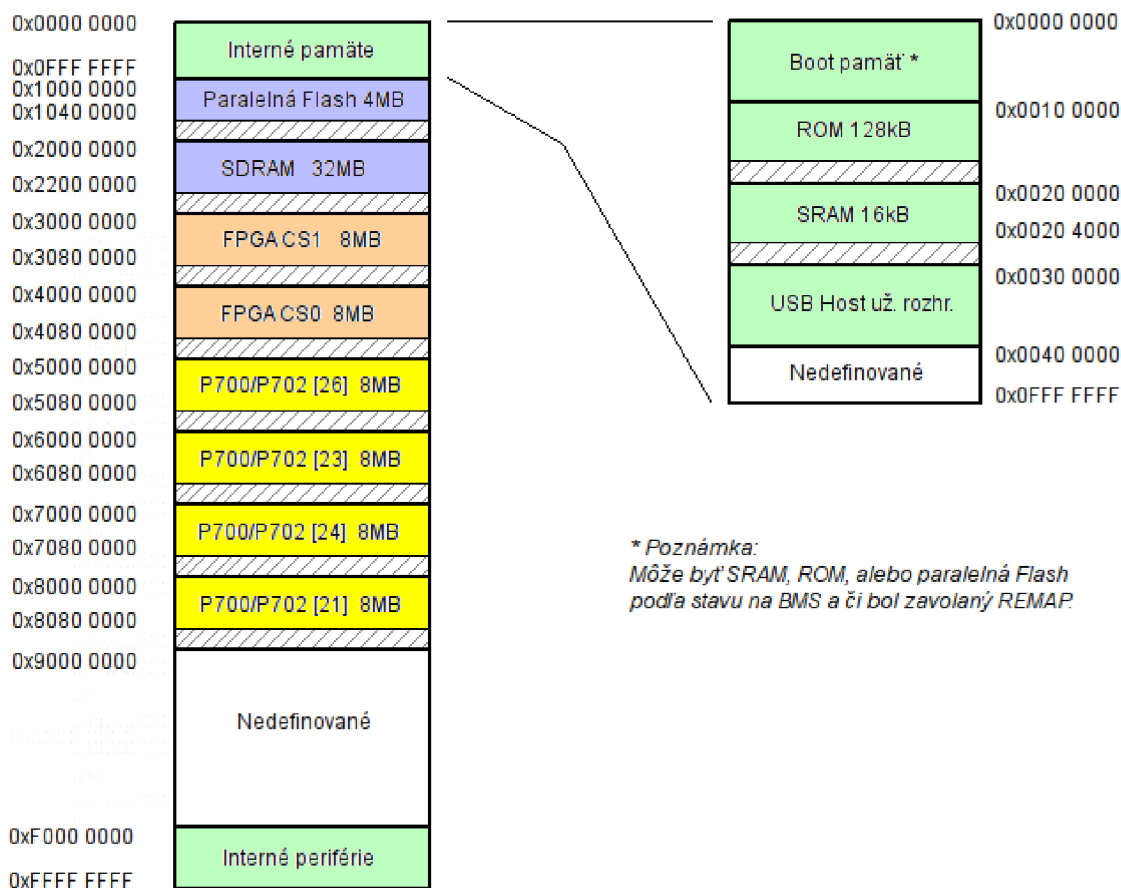 0x0000 0000
Interné pamäte
0x0FFF FFFF
0x1000 0000
Paralelná Flash 4MB
0x1040 0000
0x2000 0000
SDRAM 32MB
0x2200 0000
0x3000 0000
FPGA CS1 8MB
0x3080 0000
0x4000 0000
FPGA CS0 8MB
0x4080 0000
0x5000 0000
P700/P702 [26] 8MB
0x5080 0000
0x6000 0000
P700/P702 [23] 8MB
0x6080 0000
0x7000 0000
P700/P702 [24] 8MB
0x7080 0000
0x8000 0000
P700/P702 [21] 8MB
0x8080 0000
0x9000 0000
Nedefinované
0xF000 0000
Interné periférie
0xFFFF FFFF
0x0000 0000
Boot pamäť *
0x0010 0000
ROM 128kB
0x0020 0000
SRAM 16kB
0x0020 4000
0x0030 0000
USB Host už. rozhr.
0x0040 0000
Nedefinované
0x0FFF FFFF
* Poznámka:
Môže byť SRAM, ROM, alebo paralelná Flash
podľa stavu na BMS a či bol zavolaný REMAP.